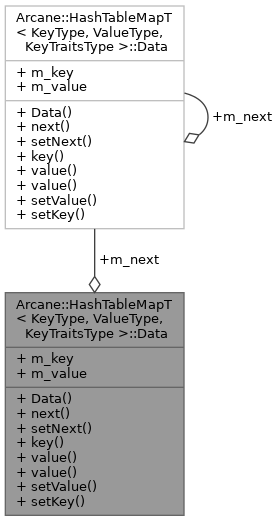 Arcane::HashTableMapT
< KeyType, ValueType,
KeyTraitsType >::Data
+ m_key
+ m_value
+ Data()
+ next()
+ setNext()
+ key()
+ value()
+ value()
+ setValue()
+ setKey()
+m_next
+m_next
Arcane::HashTableMapT
< KeyType, ValueType,
KeyTraitsType >::Data
+ m_key
+ m_value
+ Data()
+ next()
+ setNext()
+ key()
+ value()
+ value()
+ setValue()
+ setKey()